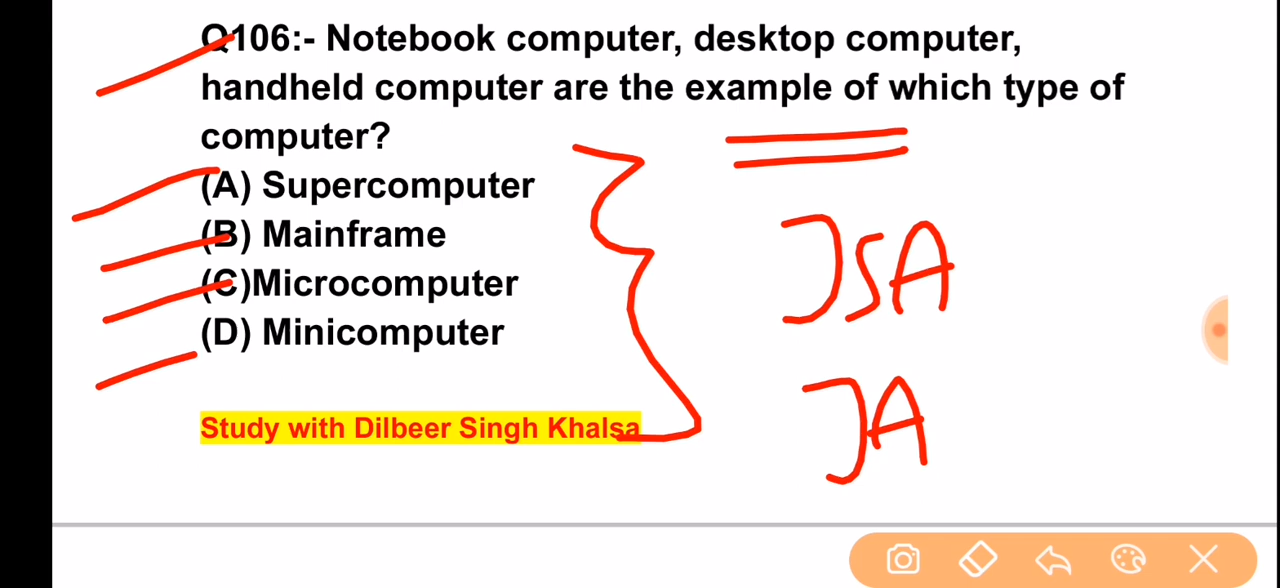 Q106:- Notebook computer, desktop computer,
handheld computer are the example of which type of
computer?
(A) Supercomputer
(B) Mainframe
(C)Microcomputer
(D) Minicomputer
JSA
JA
Study with Dilbeer Singh Khalsa